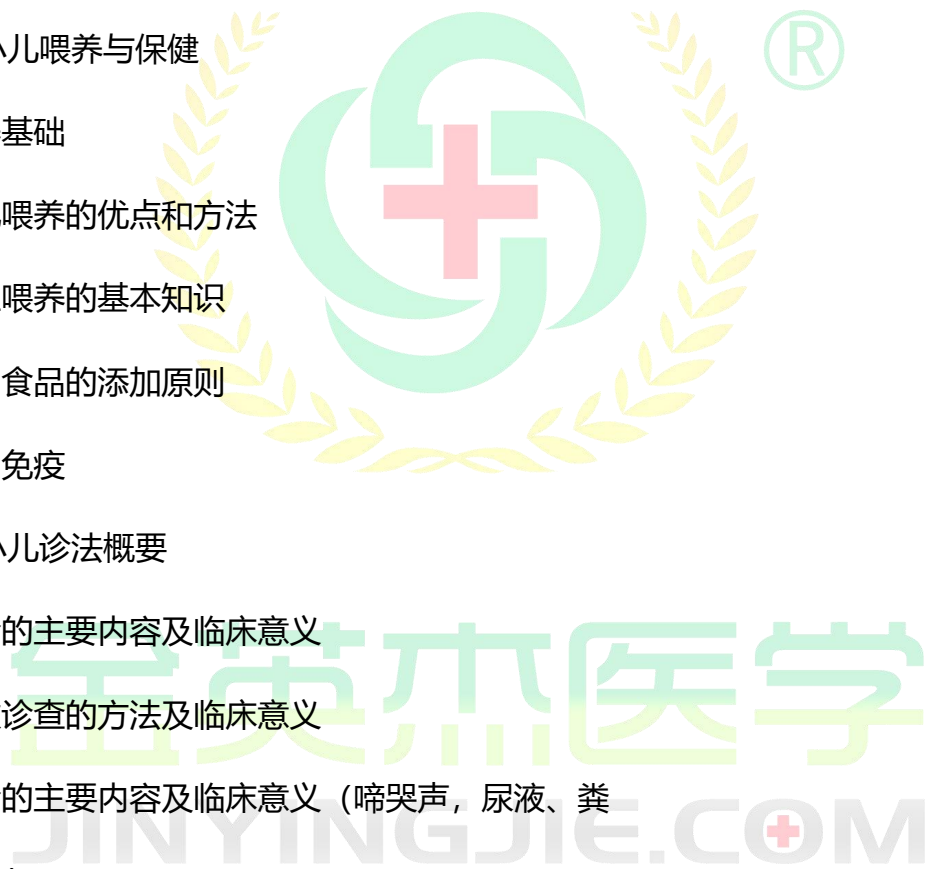 儿喂养与保健
®
基础
喂养的优点和方法
喂养的基本知识
食品的添加原则
免疫
儿诊法概要
的主要内容及临床意义
诊查的方法及临床意义
的主要内容及临床意义（啼哭声，尿液、粪
金英杰医学
JINYINGJIE.COM